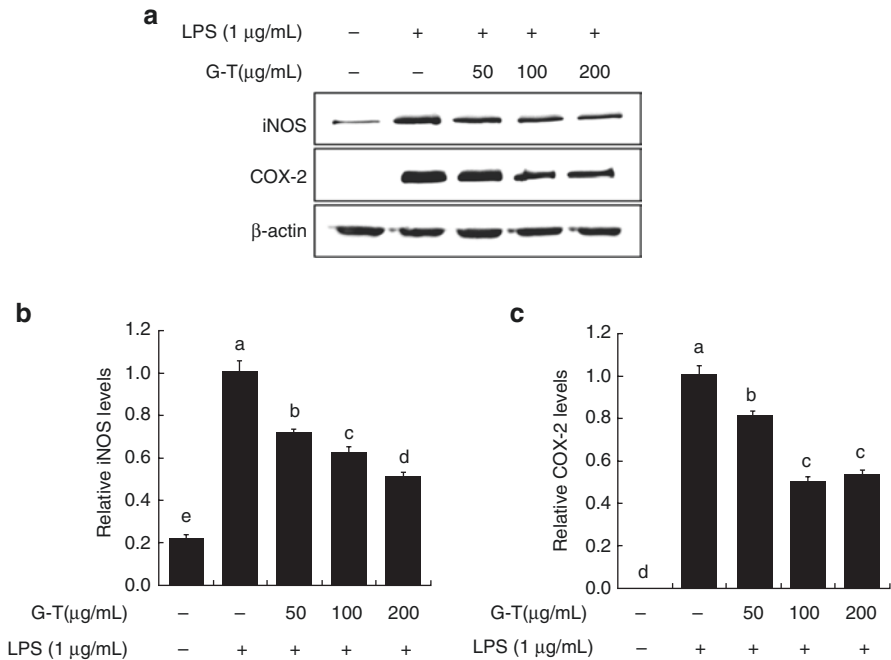 a
LPS (1 μg/mL) – + + + +
G-T(μg/mL) – – 50 100 200
iNOS
COX-2
β-actin
b
Relative iNOS levels
1.2
1.0
0.8
0.6
0.4
0.2
0.0
e a b c d
G-T(μg/mL) – – 50 100 200
LPS (1 μg/mL) – + + + +
c
Relative COX-2 levels
1.2
1.0
0.8
0.6
0.4
0.2
0.0
d a b c c
G-T(μg/mL) – – 50 100 200
LPS (1 μg/mL) – + + + +